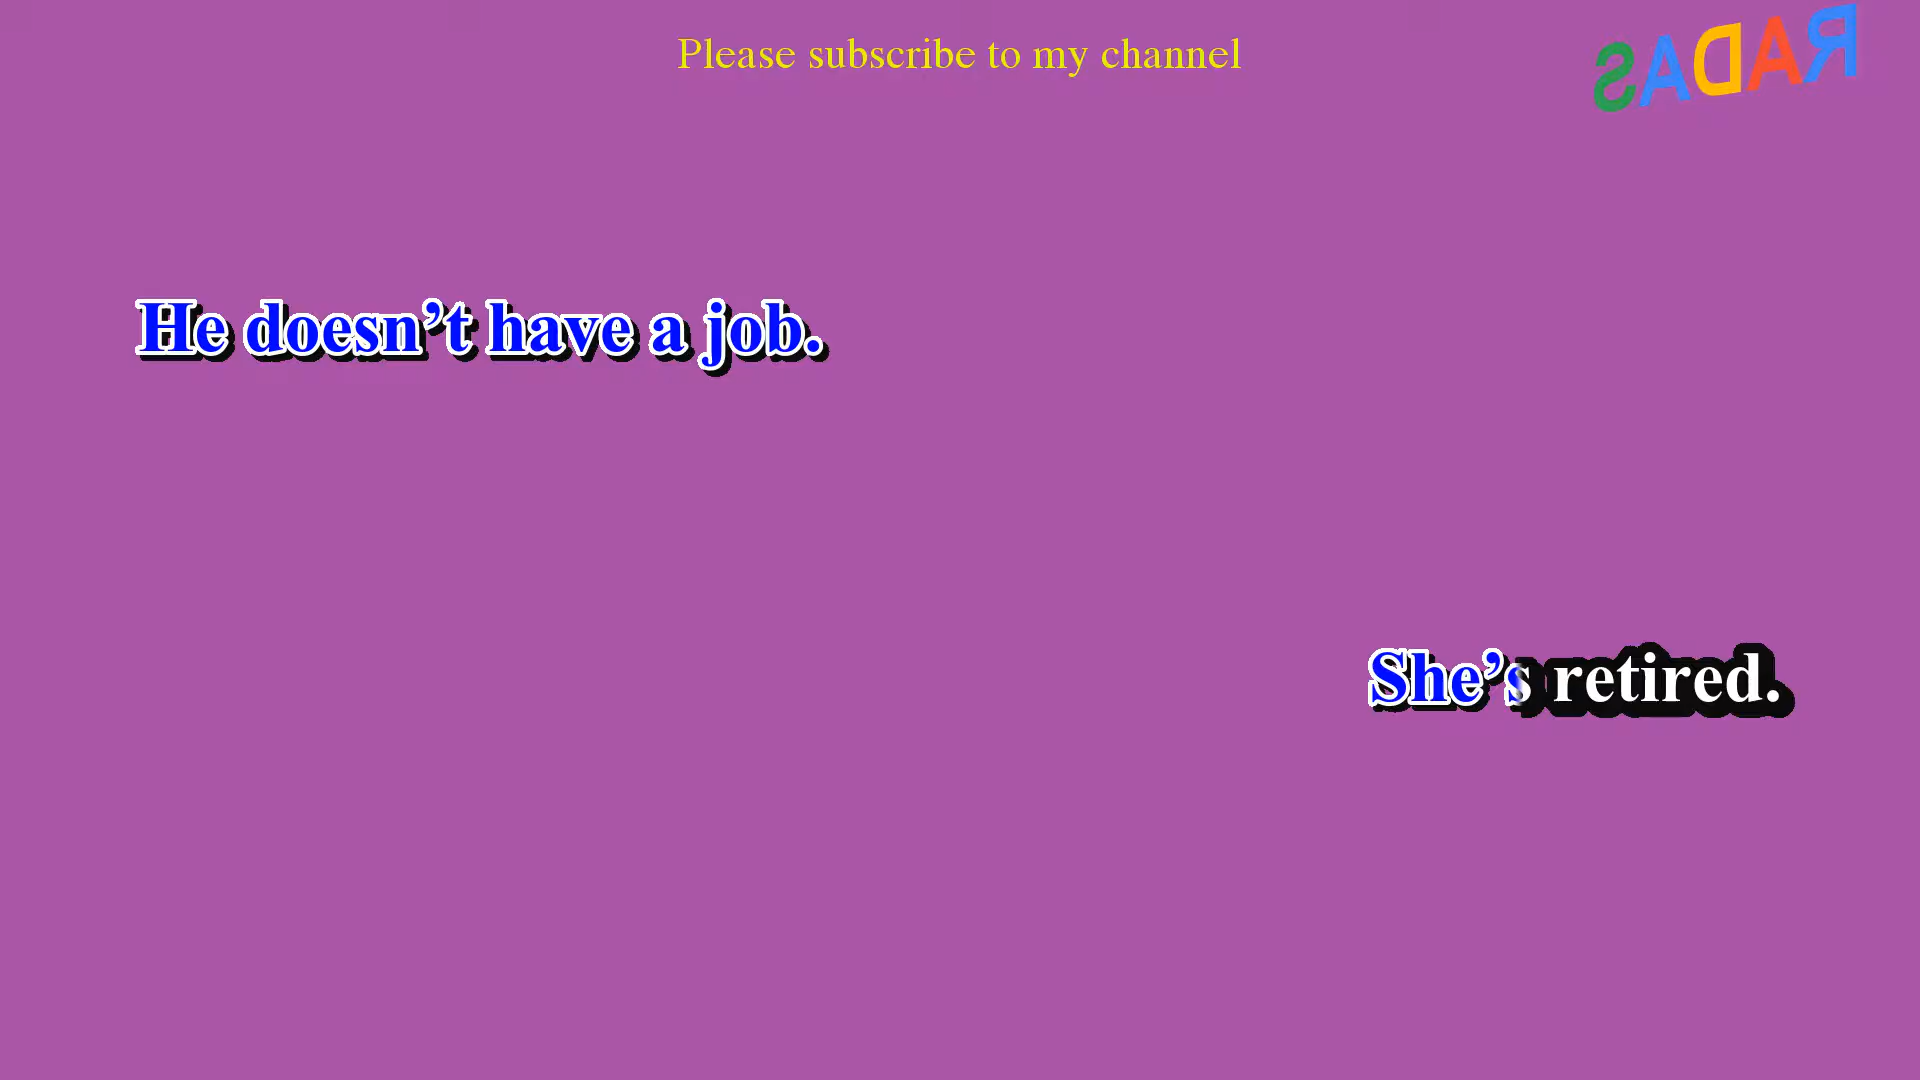 Please subscribe to my channel
RADAS
He doesn’t have a job.
She’s retired.